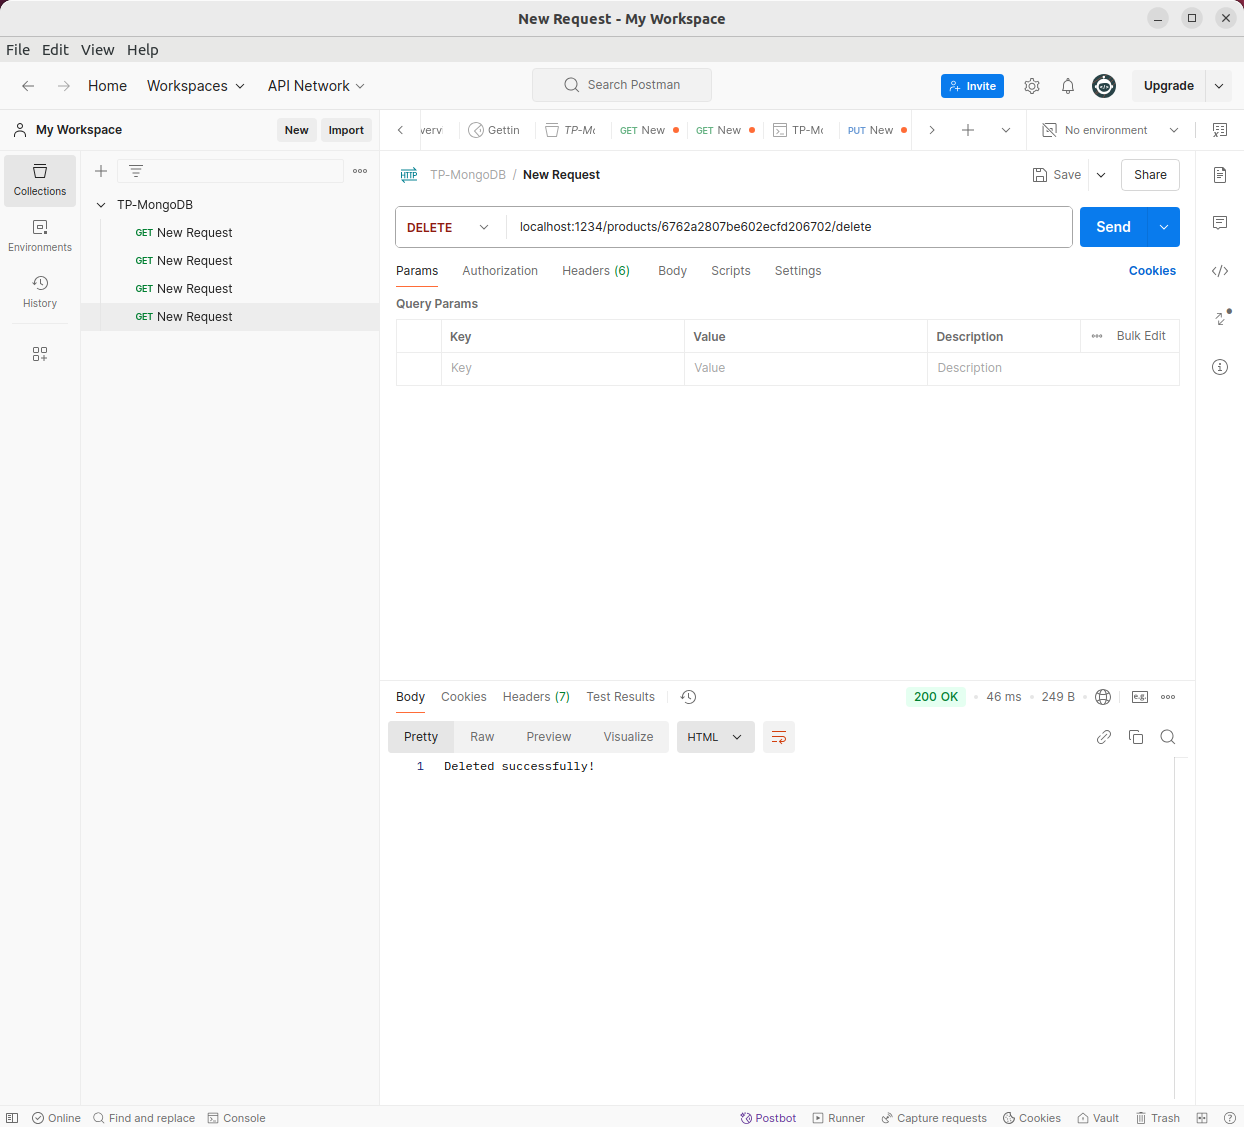 New Request - My Workspace
File Edit View Help
Home Workspaces API Network Search Postman Invite Upgrade
My Workspace New Import
Gettin GET New GET New PUT New No environment
Collections
Environments
History
TP-MongoDB
GET New Request
GET New Request
GET New Request
GET New Request
HTTP TP-MongoDB / New Request Save Share
DELETE localhost:1234/products/6762a2807be602ecfd206702/delete Send
Params Authorization Headers (6) Body Scripts Settings Cookies
Query Params
Key Value Description Bulk Edit
Key Value Description
Body Cookies Headers (7) Test Results 200 OK 46 ms 249 B e.g.
Pretty Raw Preview Visualize HTML
1 Deleted successfully!
Online Find and replace Console Postbot Runner Capture requests Cookies Vault Trash